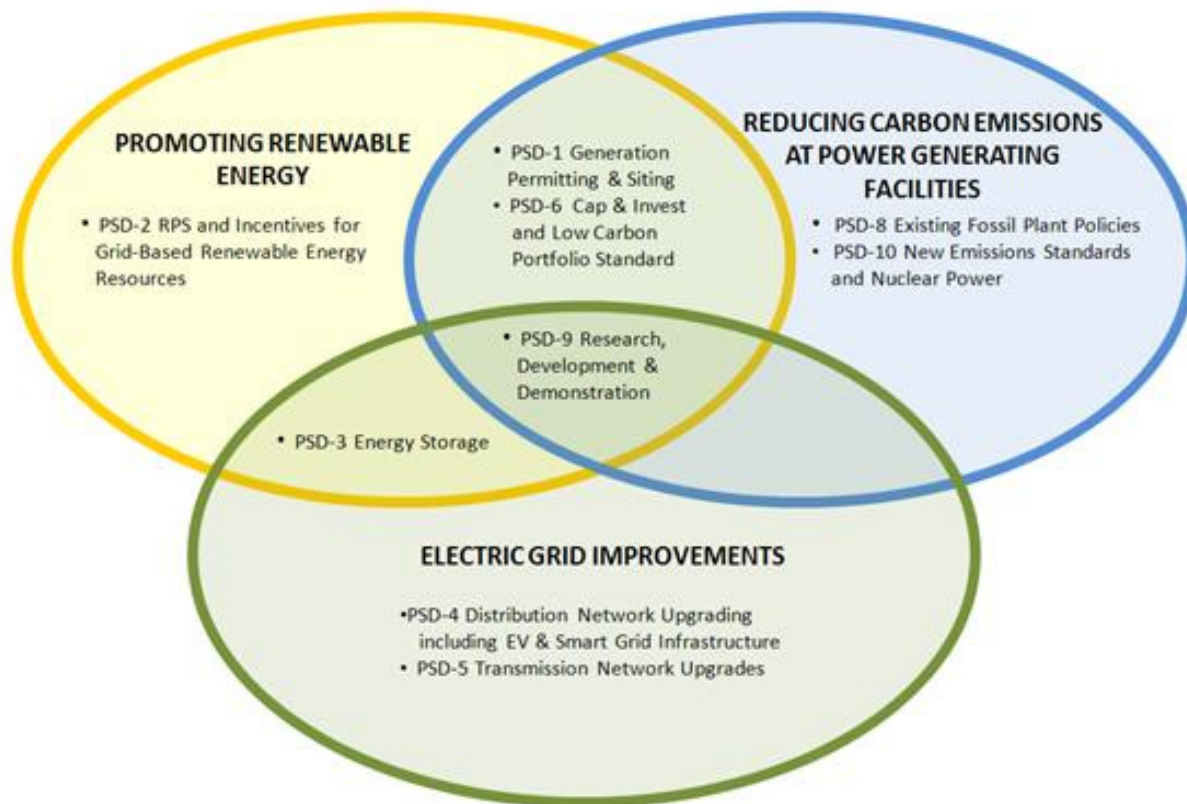 PROMOTING RENEWABLE
ENERGY
• PSD-2 RPS and Incentives for
Grid-Based Renewable Energy
Resources
• PSD-1 Generation
Permitting & Siting
• PSD-6 Cap & Invest
and Low Carbon
Portfolio Standard
REDUCING CARBON EMISSIONS
AT POWER GENERATING
FACILITIES
• PSD-8 Existing Fossil Plant Policies
• PSD-10 New Emissions Standards
and Nuclear Power
• PSD-9 Research,
Development &
Demonstration
• PSD-3 Energy Storage
ELECTRIC GRID IMPROVEMENTS
•PSD-4 Distribution Network Upgrading
including EV & Smart Grid Infrastructure
• PSD-5 Transmission Network Upgrades